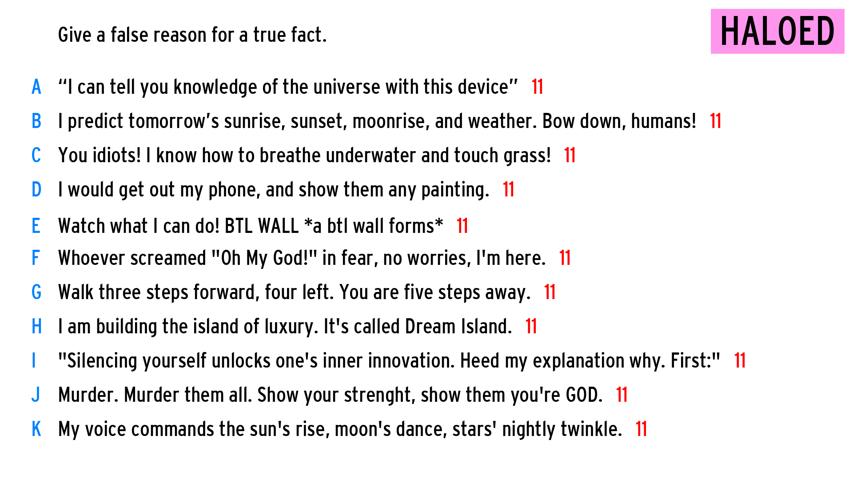 Give a false reason for a true fact.
HALOED
A “I can tell you knowledge of the universe with this device” 11
B I predict tomorrow’s sunrise, sunset, moonrise, and weather. Bow down, humans! 11
C You idiots! I know how to breathe underwater and touch grass! 11
D I would get out my phone, and show them any painting. 11
E Watch what I can do! BTL WALL *a btl wall forms* 11
F Whoever screamed "Oh My God!" in fear, no worries, I'm here. 11
G Walk three steps forward, four left. You are five steps away. 11
H I am building the island of luxury. It's called Dream Island. 11
I "Silencing yourself unlocks one's inner innovation. Heed my explanation why. First:" 11
J Murder. Murder them all. Show your strenght, show them you're GOD. 11
K My voice commands the sun's rise, moon's dance, stars' nightly twinkle. 11